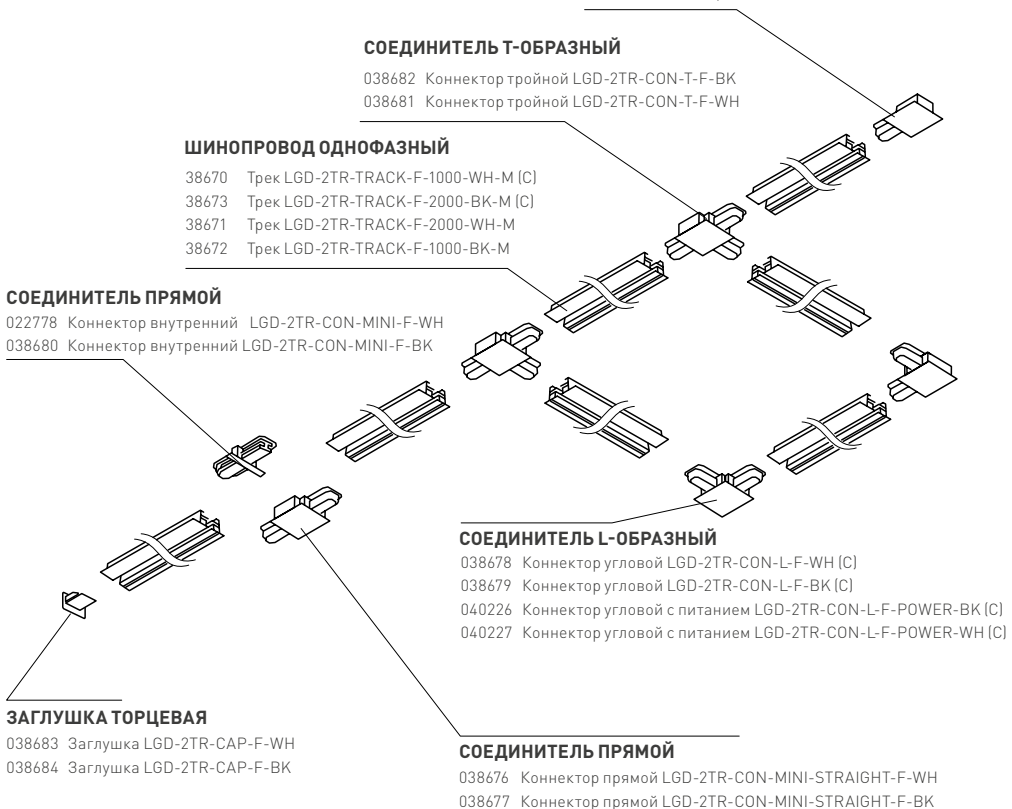 СОЕДИНИТЕЛЬ Т-ОБРАЗНЫЙ
038682 Коннектор тройной LGD-2TR-CON-T-F-BK
038681 Коннектор тройной LGD-2TR-CON-T-F-WH
ШИНОПРОВОД ОДНОФАЗНЫЙ
38670 Трек LGD-2TR-TRACK-F-1000-WH-M (C)
38673 Трек LGD-2TR-TRACK-F-2000-BK-M (C)
38671 Трек LGD-2TR-TRACK-F-2000-WH-M
38672 Трек LGD-2TR-TRACK-F-1000-BK-M
СОЕДИНИТЕЛЬ ПРЯМОЙ
022778 Коннектор внутренний LGD-2TR-CON-MINI-F-WH
038680 Коннектор внутренний LGD-2TR-CON-MINI-F-BK
СОЕДИНИТЕЛЬ L-ОБРАЗНЫЙ
038678 Коннектор угловой LGD-2TR-CON-L-F-WH (C)
038679 Коннектор угловой LGD-2TR-CON-L-F-BK (C)
040226 Коннектор угловой с питанием LGD-2TR-CON-L-F-POWER-BK (C)
040227 Коннектор угловой с питанием LGD-2TR-CON-L-F-POWER-WH (C)
ЗАГЛУШКА ТОРЦЕВАЯ
038683 Заглушка LGD-2TR-CAP-F-WH
038684 Заглушка LGD-2TR-CAP-F-BK
СОЕДИНИТЕЛЬ ПРЯМОЙ
038676 Коннектор прямой LGD-2TR-CON-MINI-STRAIGHT-F-WH
038677 Коннектор прямой LGD-2TR-CON-MINI-STRAIGHT-F-BK